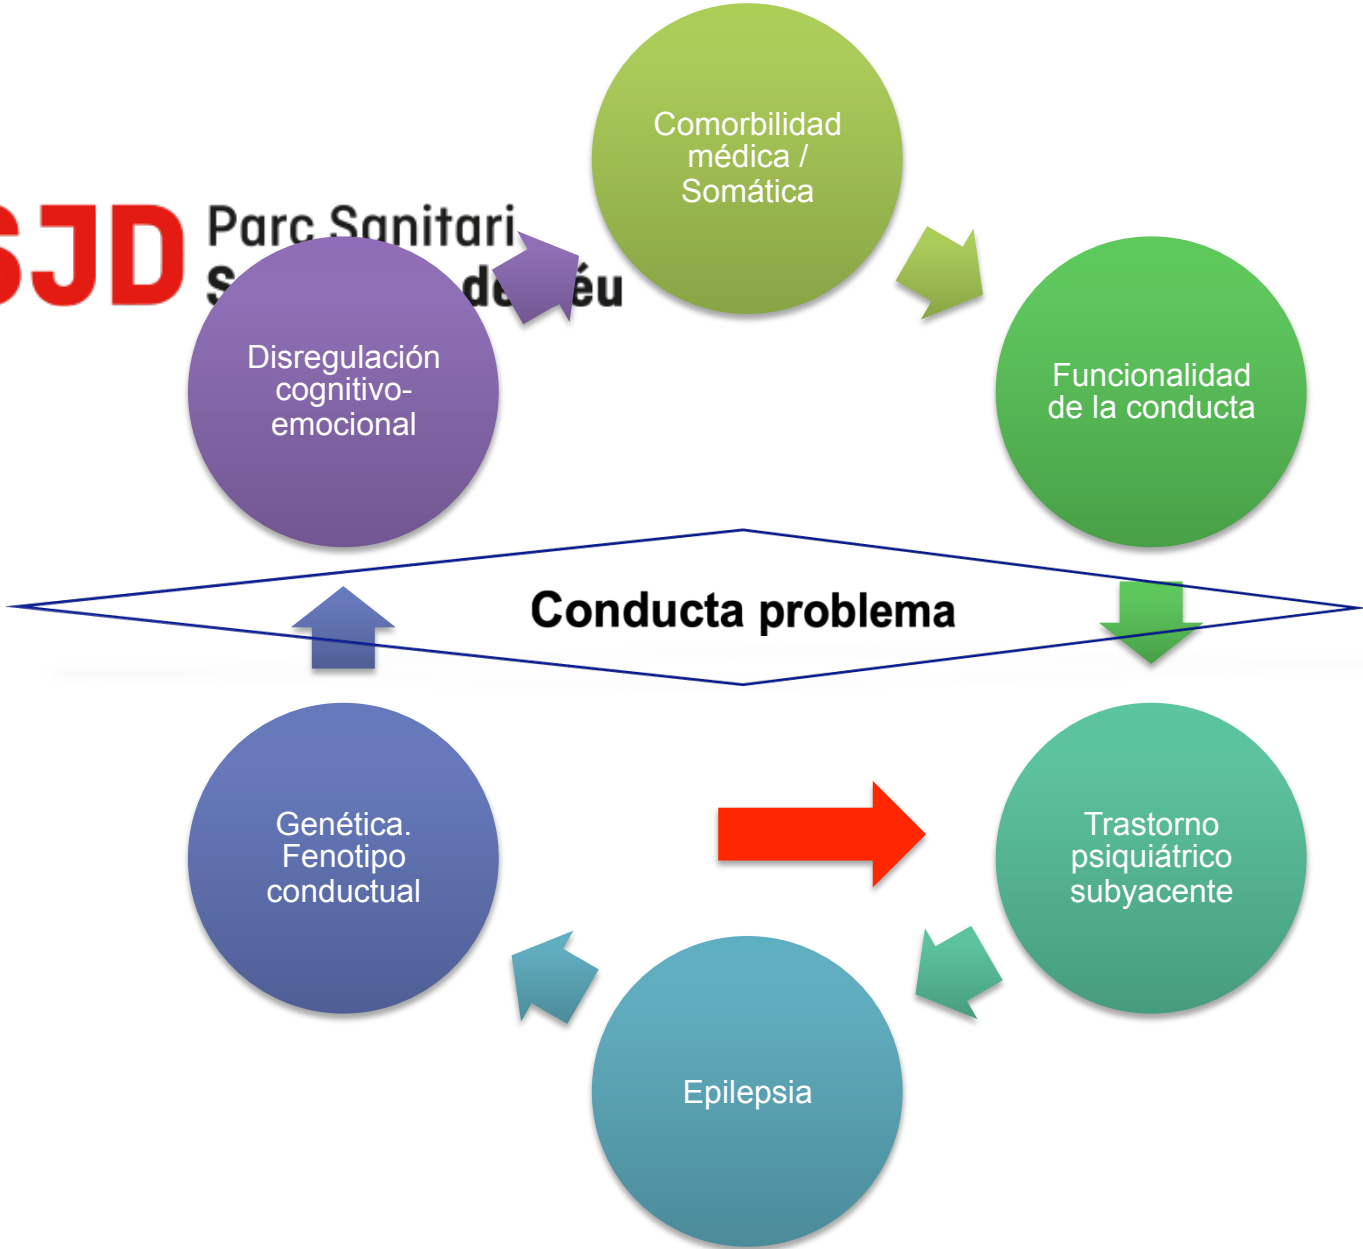 Comorbilidad
médica /
Somática
SJD
Parc Sanitari
Disregulación
cognitivo-
emocional
Funcionalidad
de la conducta
Conducta problema
Genética.
Fenotipo
conductual
Trastorno
psiquiátrico
subyacente
Epilepsia